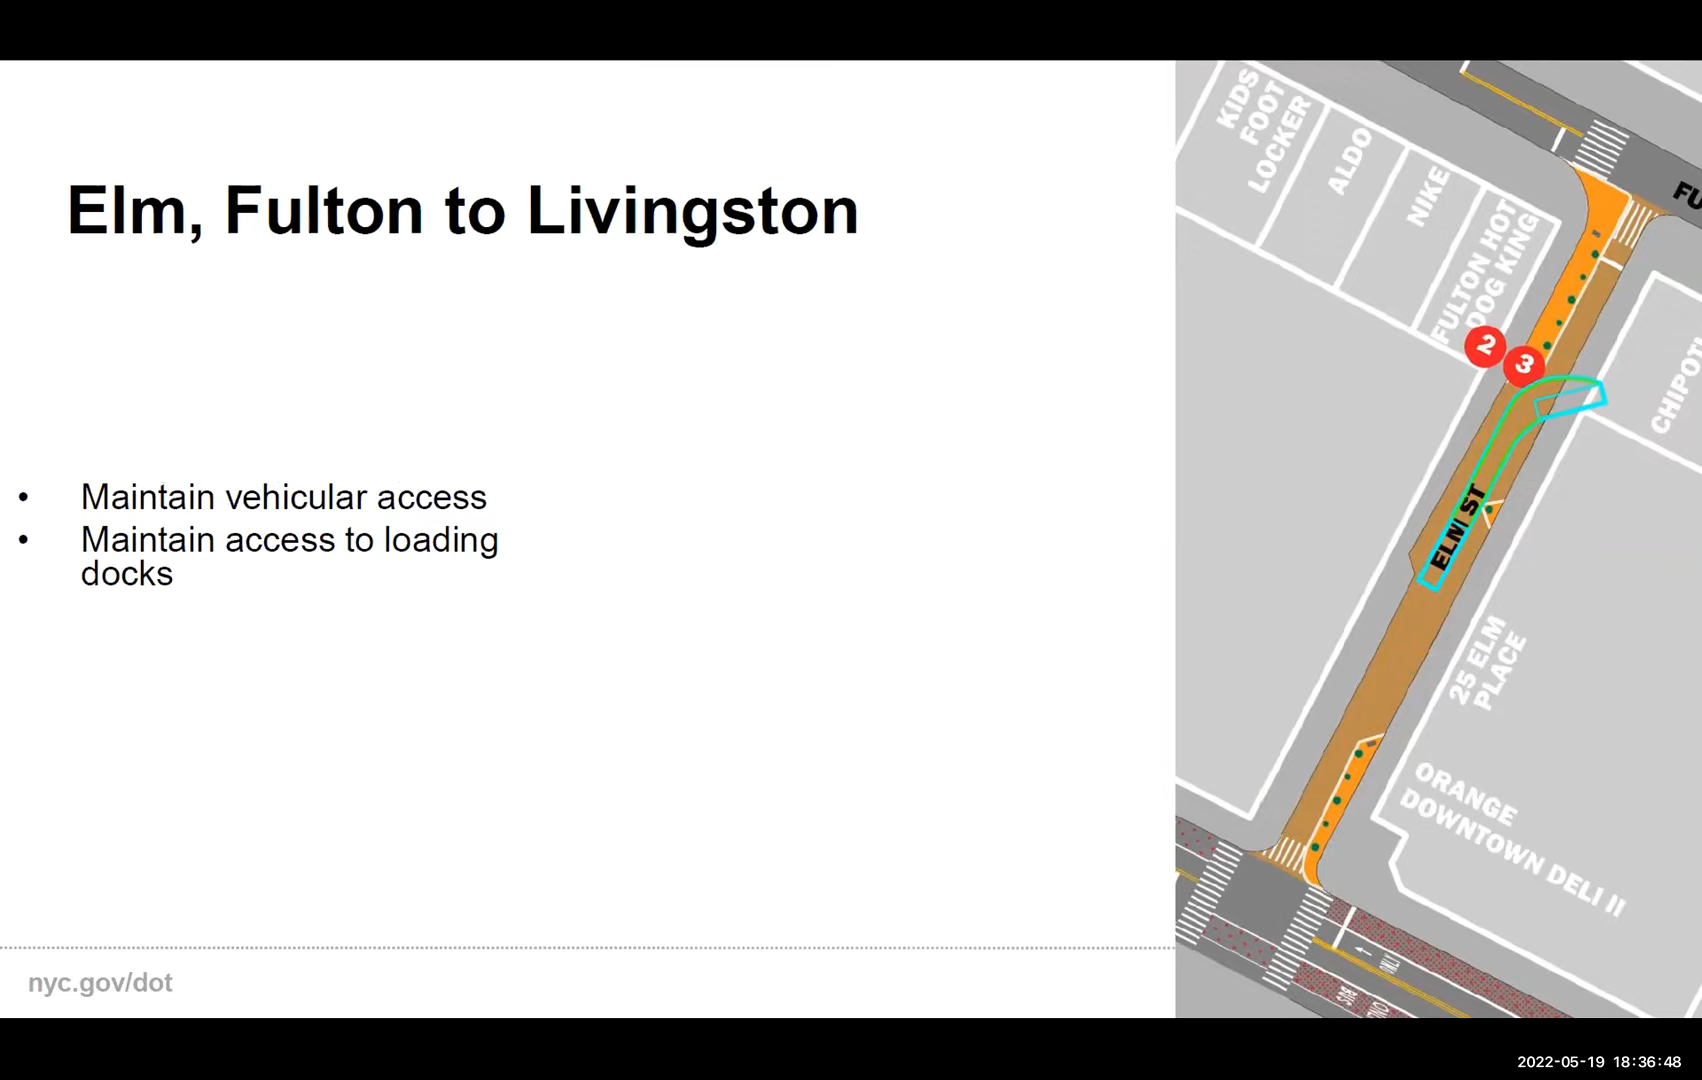 Elm, Fulton to Livingston
• Maintain vehicular access
• Maintain access to loading
docks
nyc.gov/dot
KIDS
FOOT
LOCKER
ALDO
NIKE
FULTON HOT
DOG KING
2
3
ELM ST
25 ELM
PLACE
ORANGE
DOWNTOWN DELI II
ONLY
BUS
2022-05-19 18:36:48